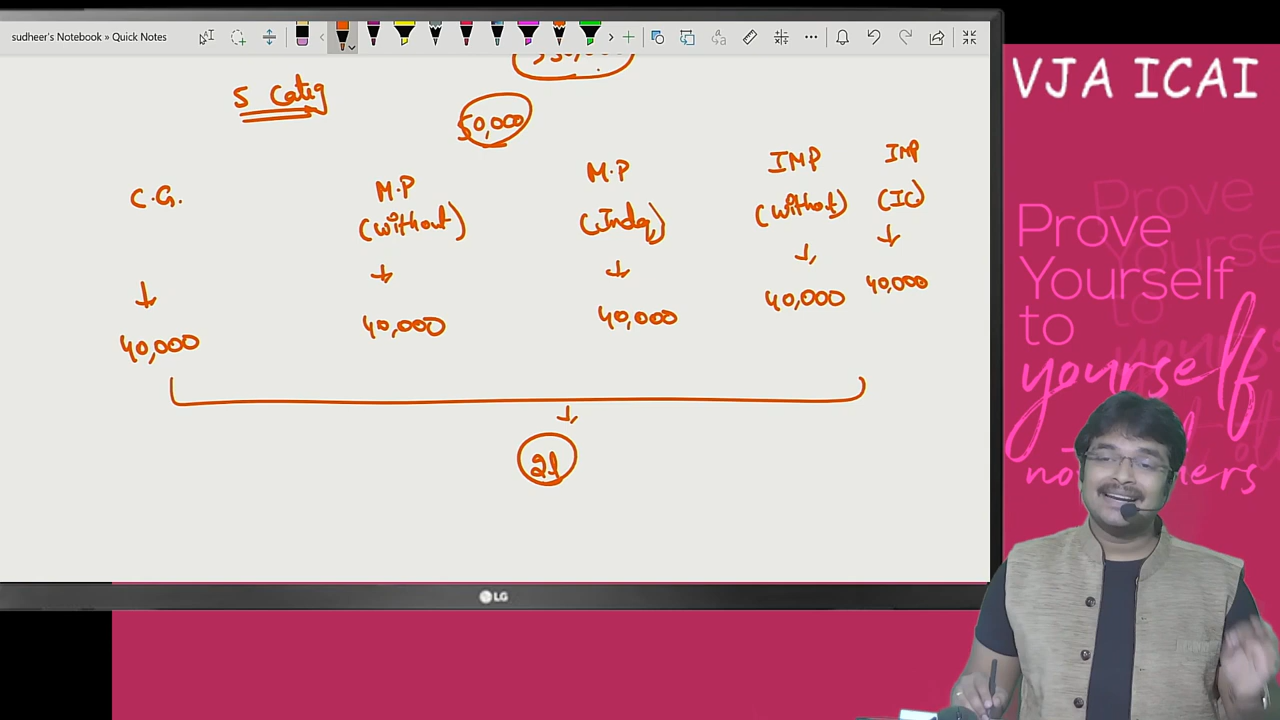 sudheer's Notebook » Quick Notes
VJA ICAI
5 Categ
50,000
C.G.
M.P
(without)
M.P
(Indeq)
IMP
(without)
IMP
(IC)
40,000
40,000
40,000
40,000
40,000
2l
LG
Prove
Yourself
to
yourself